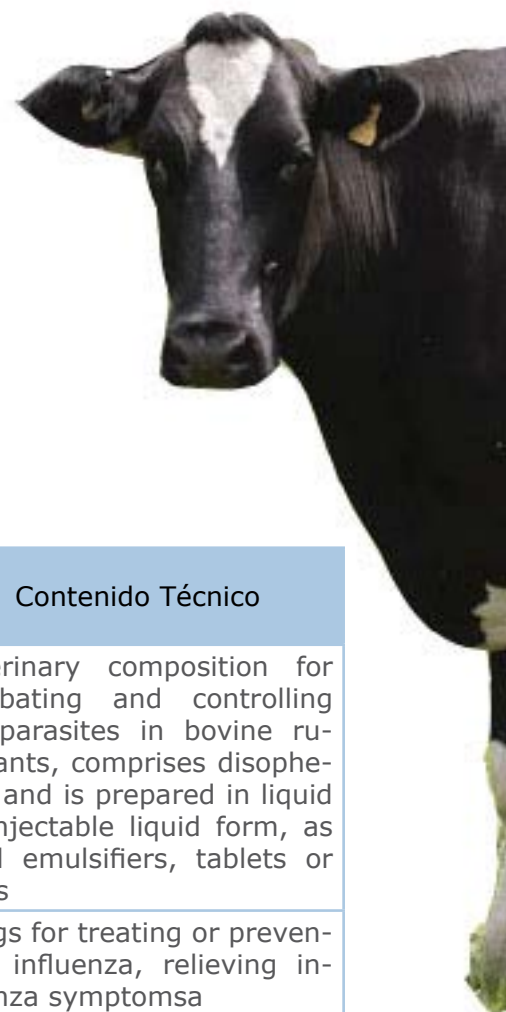 Contenido Técnico
erinary composition for
bating and controlling
parasites in bovine ru-
ants, comprises disophe-
and is prepared in liquid
njectable liquid form, as
l emulsifiers, tablets or
s
gs for treating or preven-
influenza, relieving in-
nza symptomsa